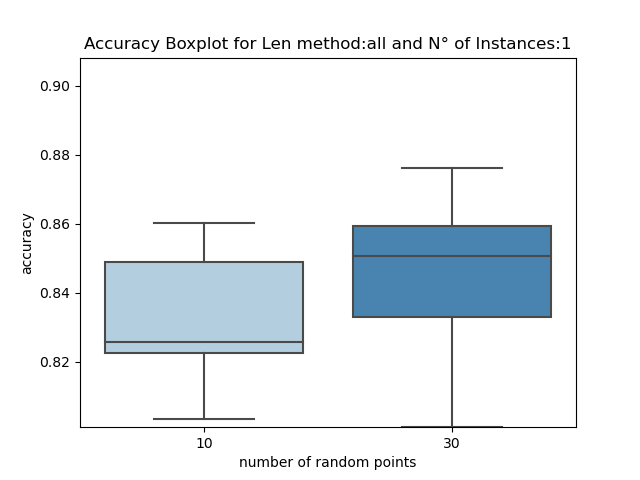 Accuracy Boxplot for Len method:all and N° of Instances:1
0.90
0.88
0.86
0.84
0.82
accuracy
10 30
number of random points